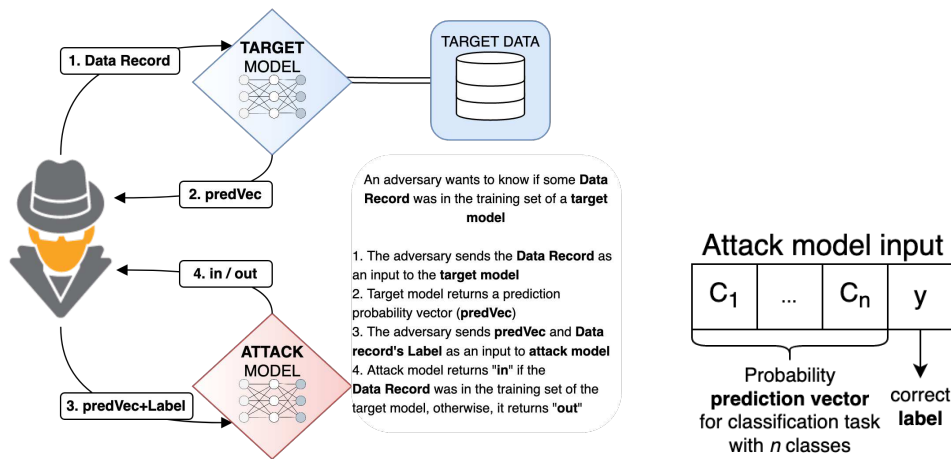 1. Data Record
TARGET
MODEL
TARGET DATA
2. predVec
4. in / out
ATTACK
MODEL
3. predVec+Label
An adversary wants to know if some Data
Record was in the training set of a target
model
1. The adversary sends the Data Record as
an input to the target model
2. Target model returns a prediction
probability vector (predVec)
3. The adversary sends predVec and Data
record's Label as an input to attack model
4. Attack model returns "in" if the
Data Record was in the training set of the
target model, otherwise, it returns "out"
Attack model input
C₁ ... Cₙ y
Probability
prediction vector
for classification task
with n classes
correct
label